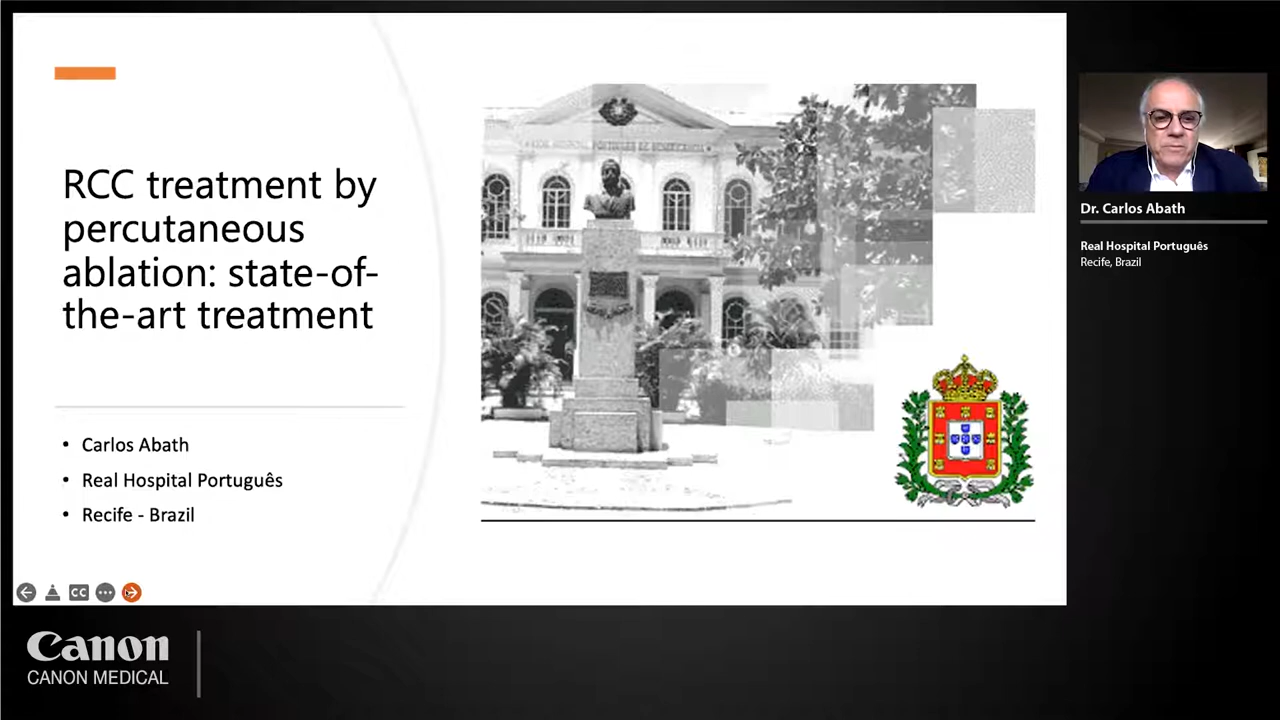 RCC treatment by
percutaneous
ablation: state-of-
the-art treatment
• Carlos Abath
• Real Hospital Português
• Recife - Brazil
CC
Dr. Carlos Abath
Real Hospital Português
Recife, Brazil
Canon
CANON MEDICAL